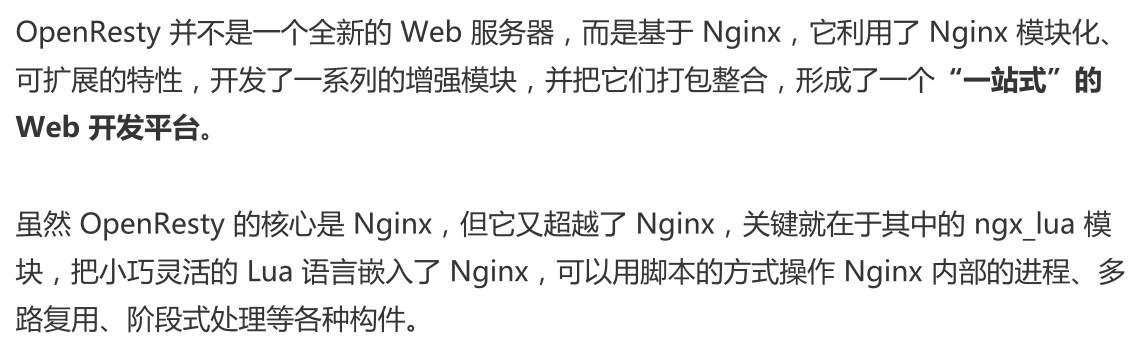 OpenResty 并不是一个全新的 Web 服务器，而是基于 Nginx，它利用了 Nginx 模块化、
可扩展的特性，开发了一系列的增强模块，并把它们打包整合，形成了一个“一站式”的
Web 开发平台。
虽然 OpenResty 的核心是 Nginx，但它又超越了 Nginx，关键就在于其中的 ngx_lua 模
块，把小巧灵活的 Lua 语言嵌入了 Nginx，可以用脚本的方式操作 Nginx 内部的进程、多
路复用、阶段式处理等各种构件。